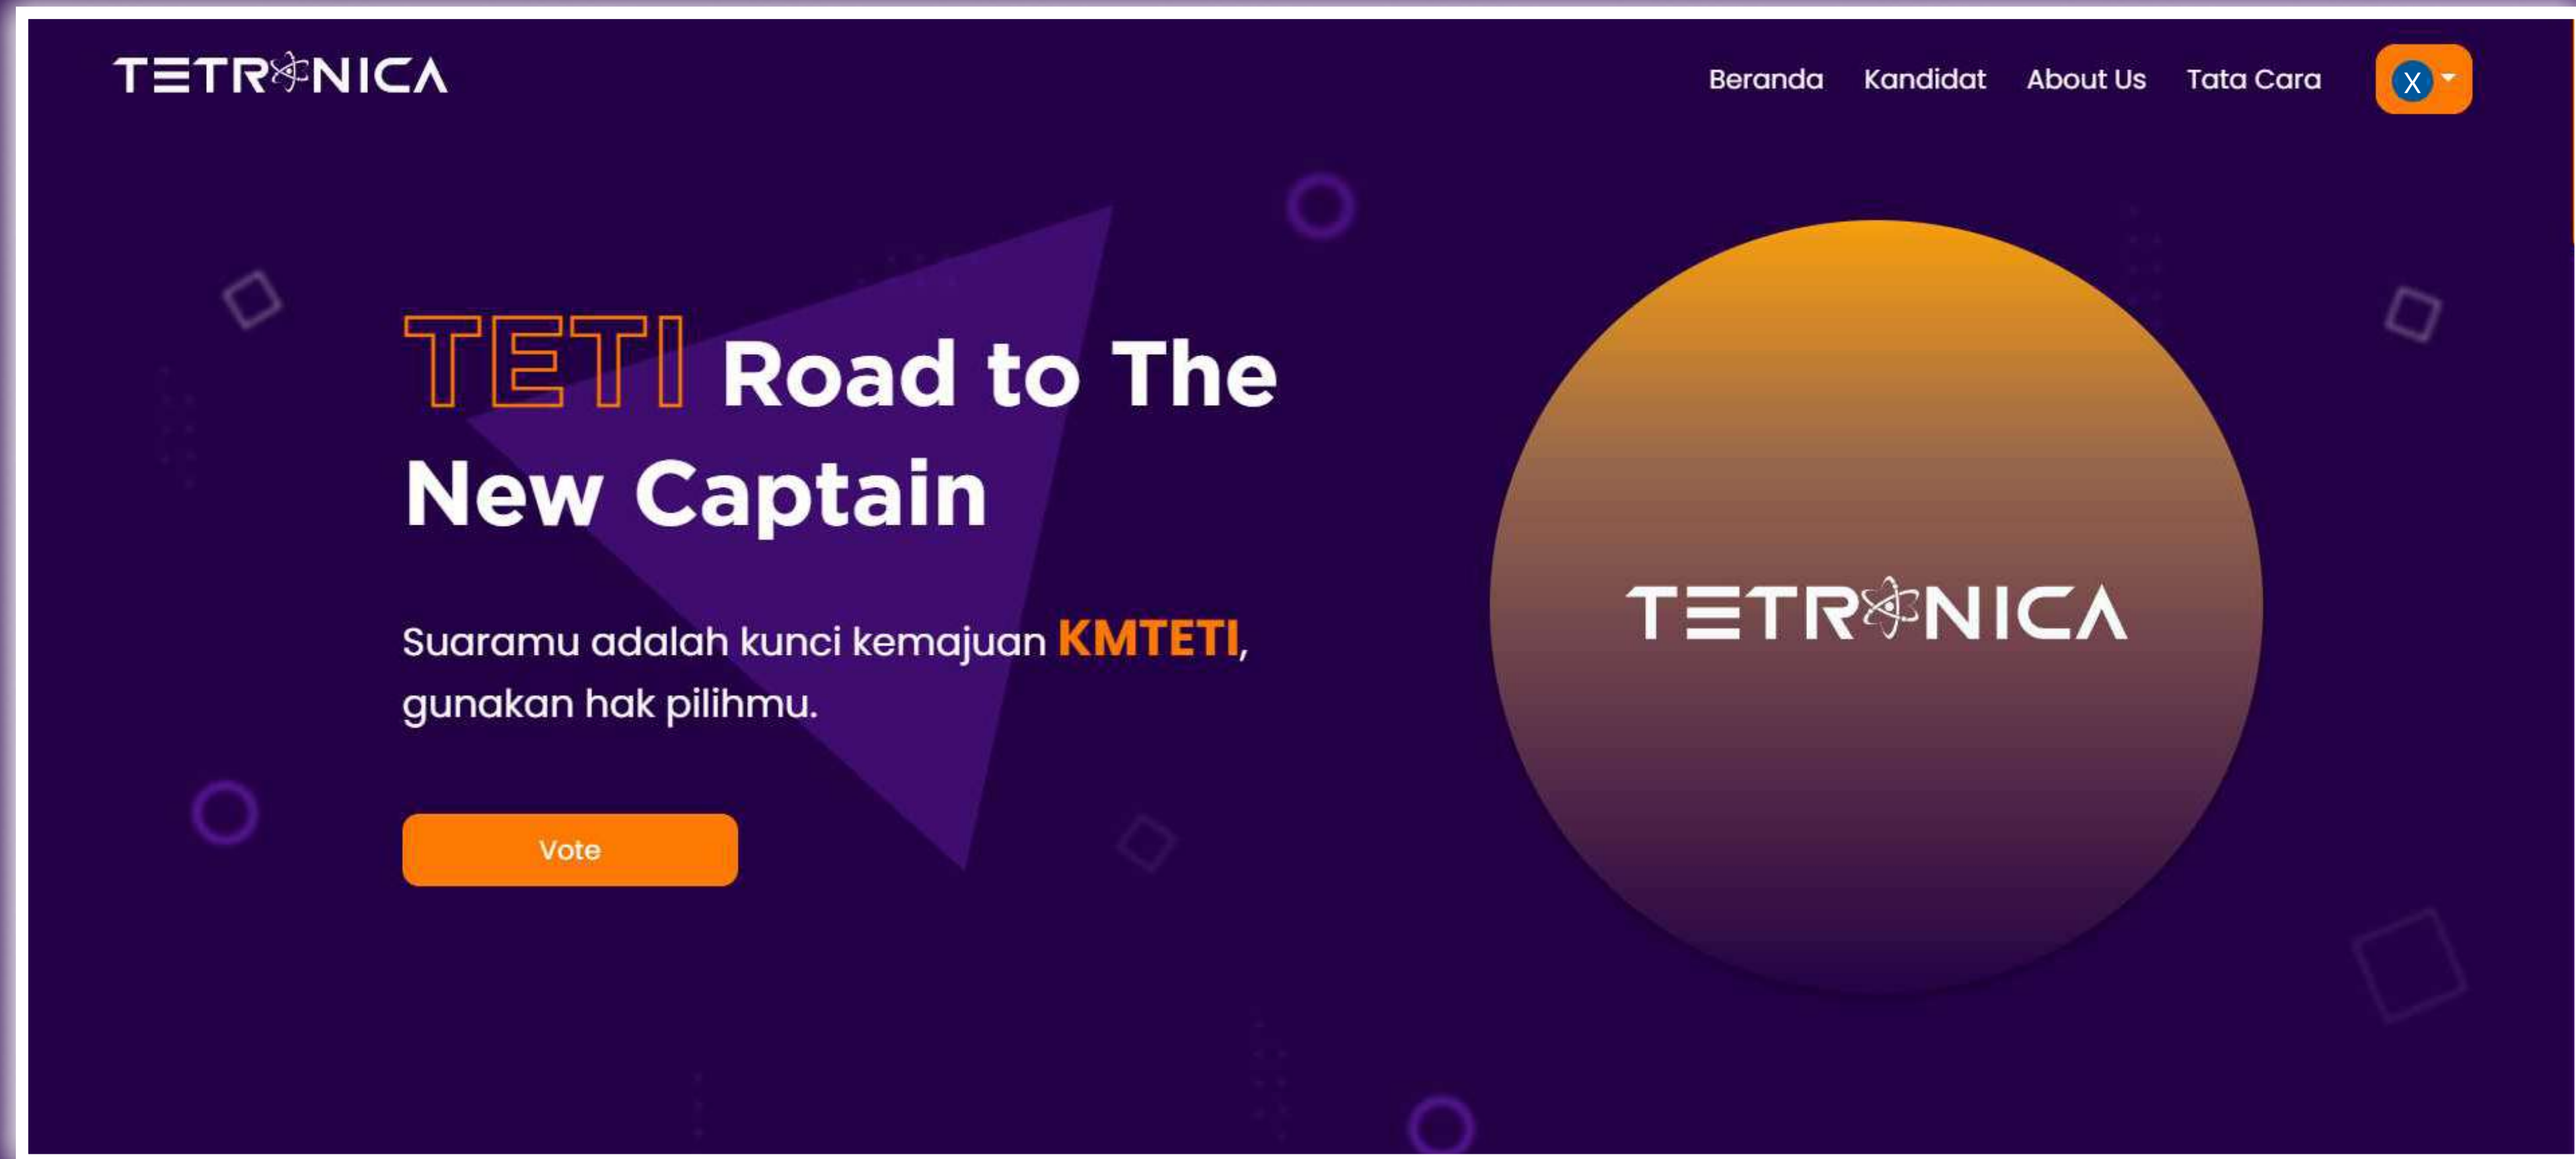 TETRONICA
Beranda Kandidat About Us Tata Cara X
TETI Road to The
New Captain
Suaramu adalah kunci kemajuan KMTETI,
gunakan hak pilihmu.
Vote
TETRONICA